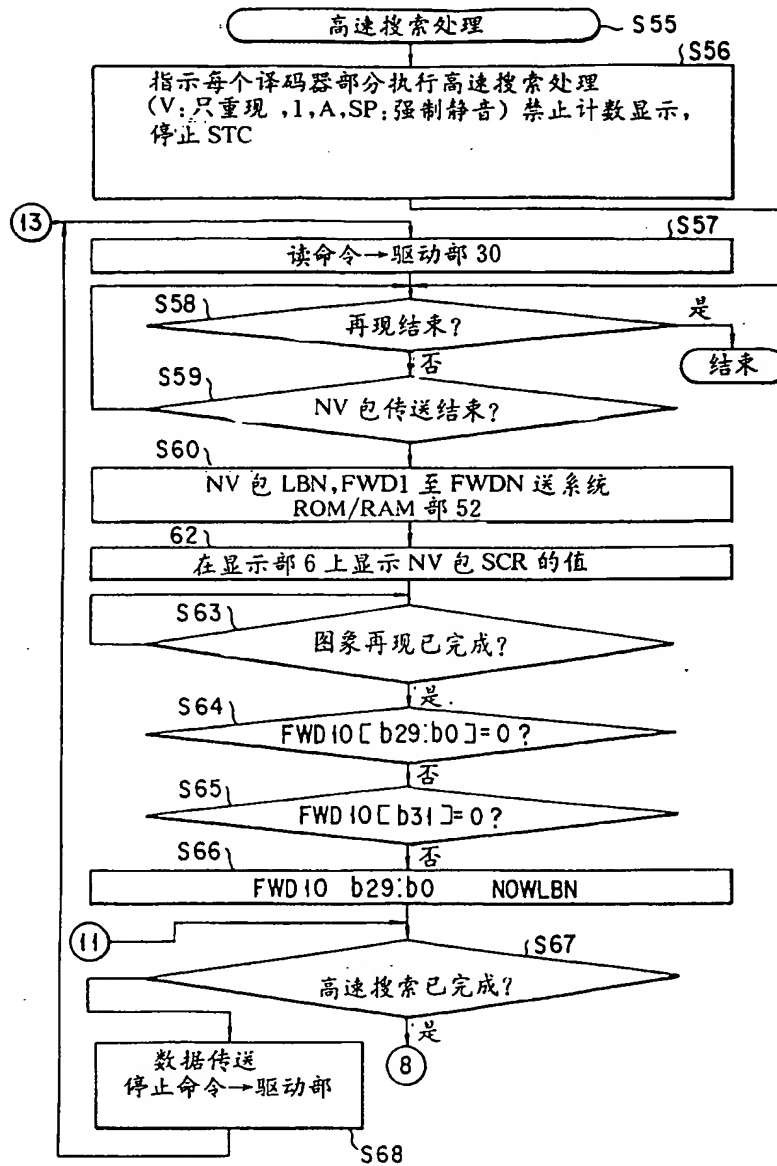 高速搜索处理
S55
S56
指示每个译码器部分执行高速搜索处理
(V:只重现 ,1,A,SP:强制静音) 禁止计数显示,
停止 STC
13
S57
读命令→驱动部 30
S58
再现结束?
是
结束
否
S59
NV 包传送结束?
S60
NV 包 LBN,FWD1 至 FWDN 送系统
ROM/RAM 部 52
62
在显示部 6 上显示 NV 包 SCR 的值
S63
图象再现已完成?
是
S64
FWD10[b29:b0]=0?
否
S65
FWD10[b31]=0?
否
S66
FWD10 b29:b0 NOWLBN
11
S67
高速搜索已完成?
是
8
数据传送
停止命令→驱动部
S68